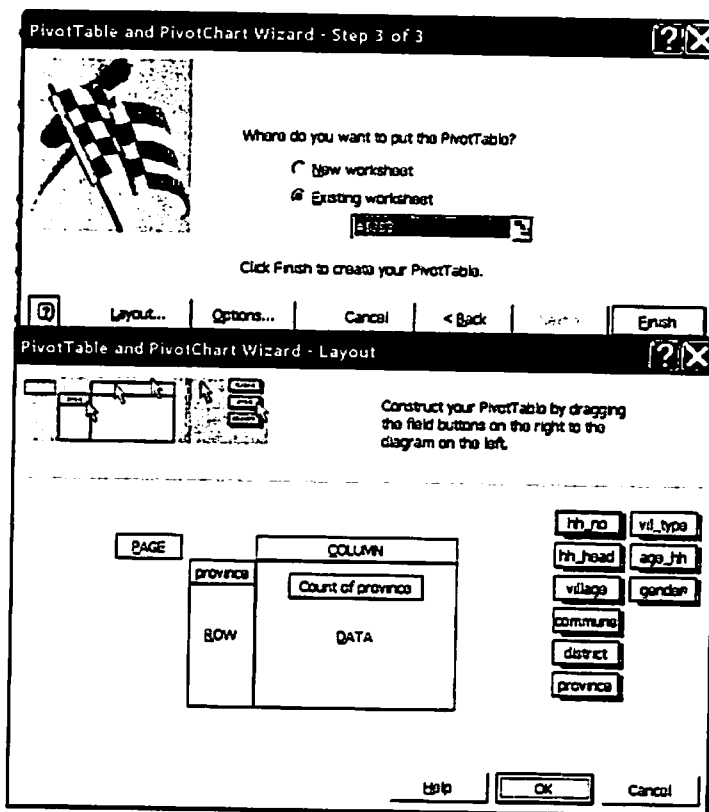 PivotTable and PivotChart Wizard - Step 3 of 3
Where do you want to put the PivotTable?
New worksheet
Existing worksheet
Click Finish to create your PivotTable.
Layout... Options... Cancel < Back Finish
PivotTable and PivotChart Wizard - Layout
Construct your PivotTable by dragging
the field buttons on the right to the
diagram on the left.
hh_no vil_type
PAGE COLUMN hh_head age_hh
province Count of province village gender
commune
ROW DATA district
province
Help OK Cancel